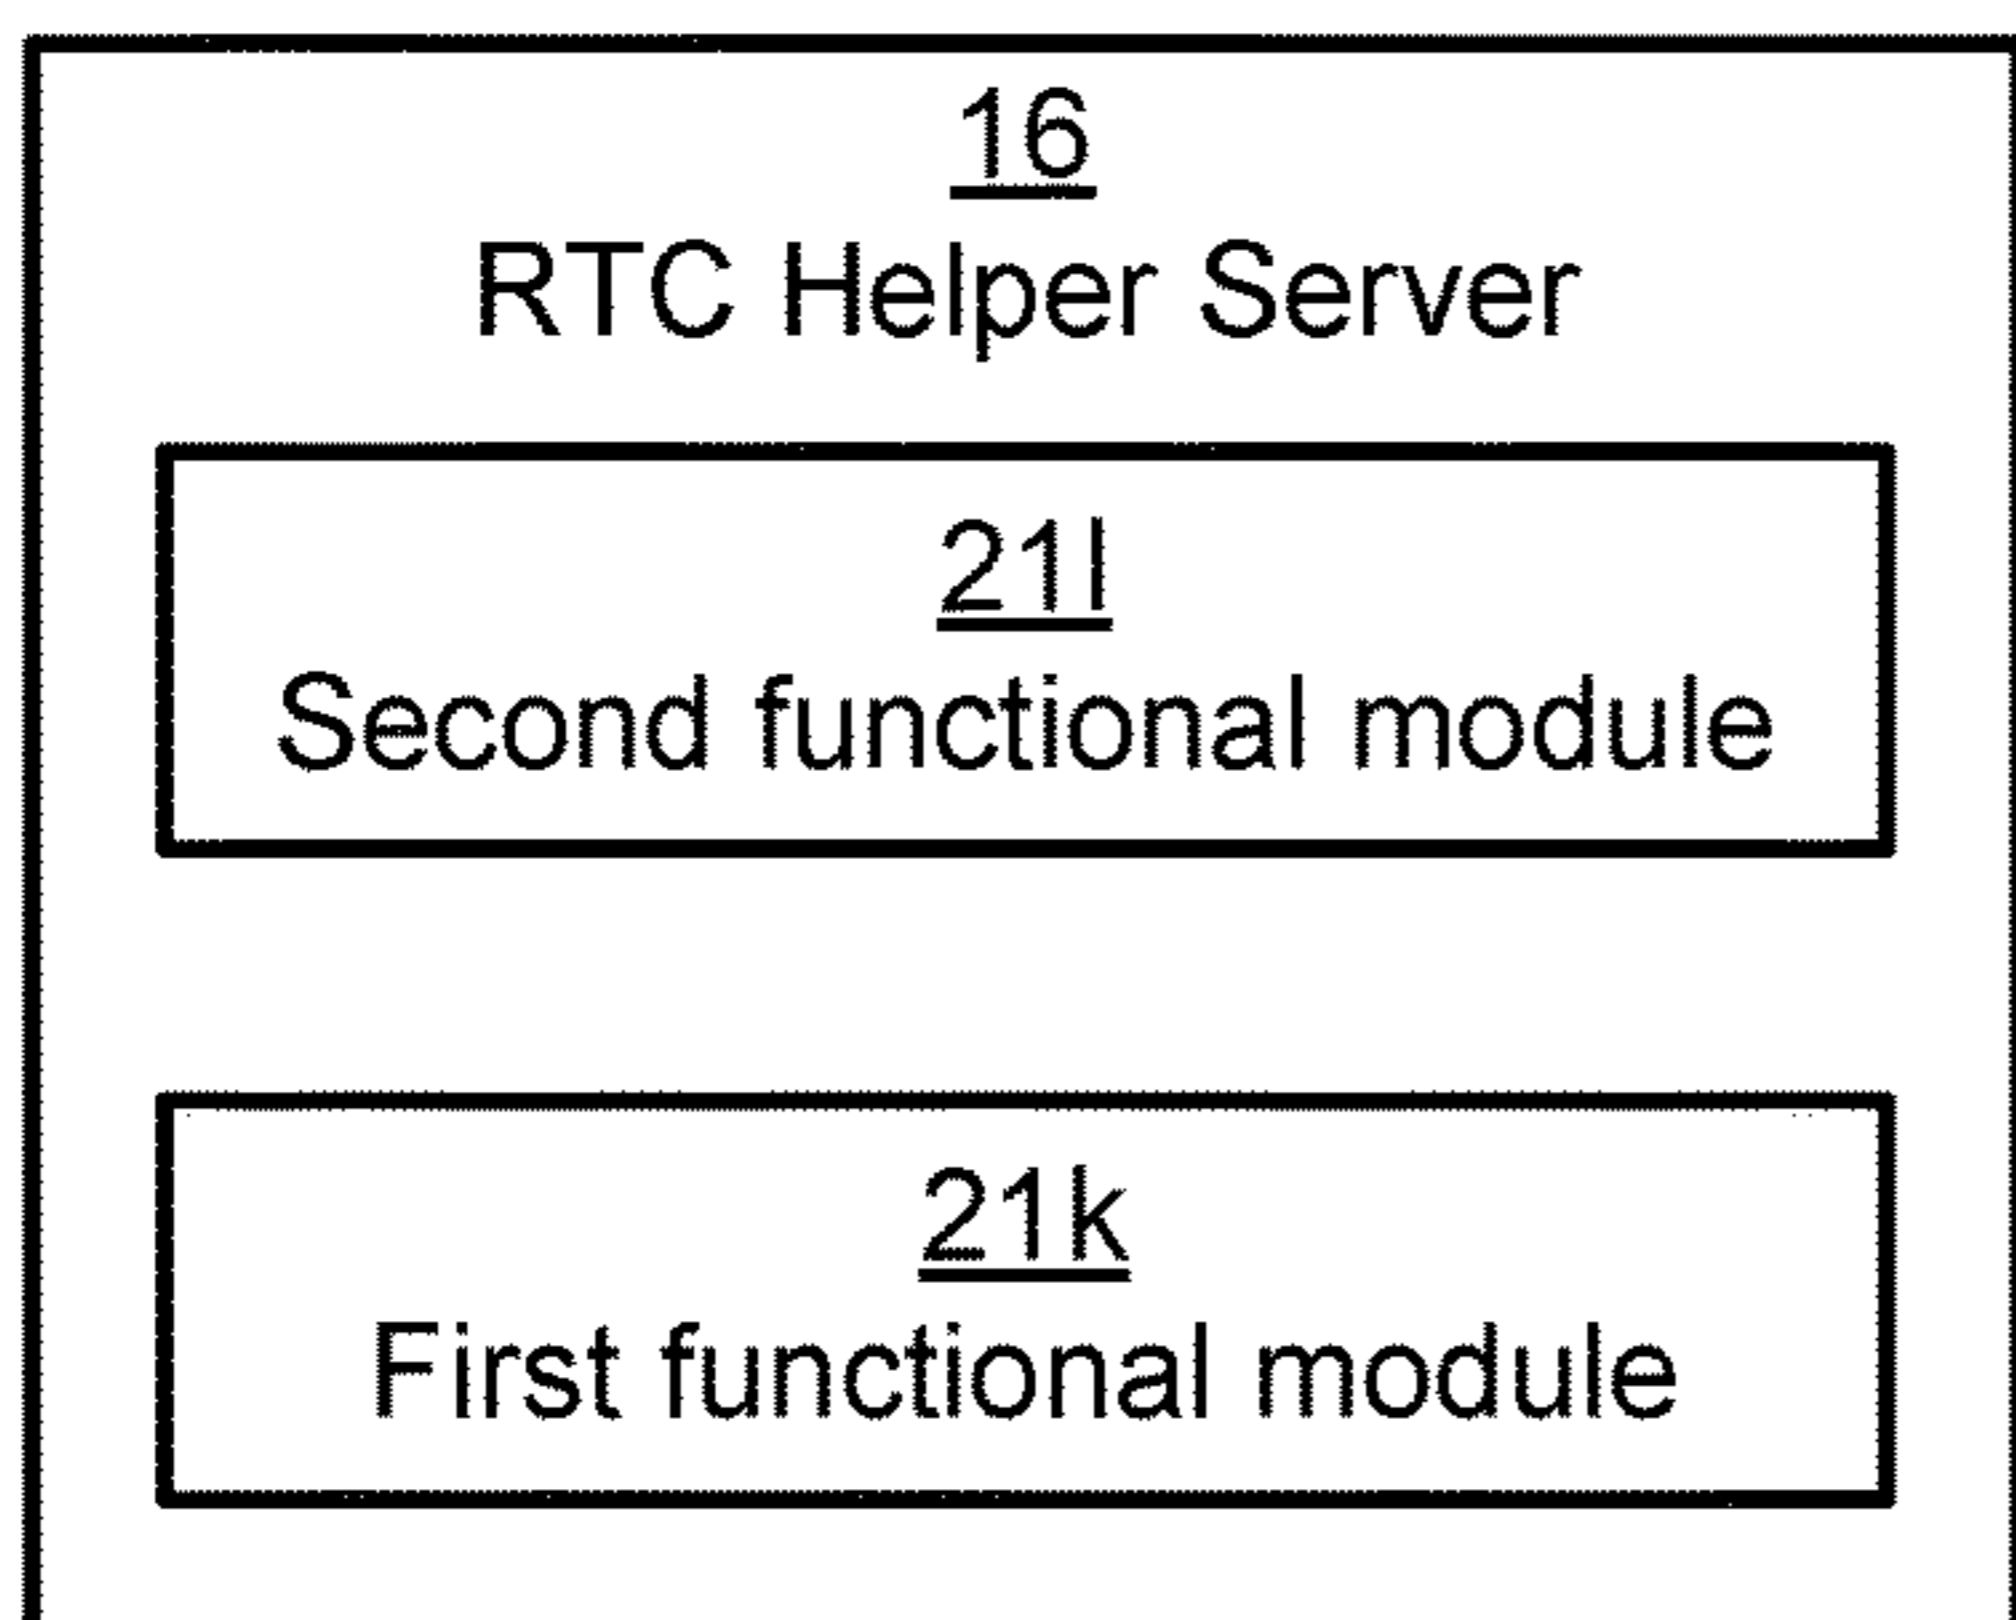 16
RTC Helper Server
21l
Second functional module
21k
First functional module